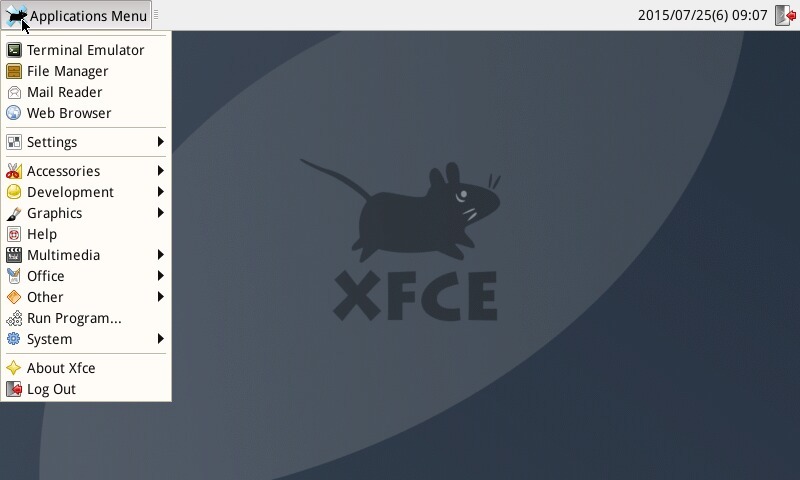 Applications Menu
2015/07/25(6) 09:07
Terminal Emulator
File Manager
Mail Reader
Web Browser
Settings
Accessories
Development
Graphics
Help
Multimedia
Office
Other
Run Program...
System
About Xfce
Log Out
XFCE